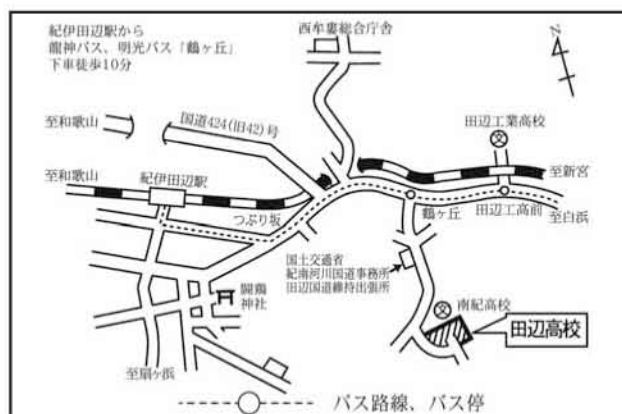 紀伊田辺駅から
龍神バス、明光バス「鶴ヶ丘」
下車徒歩10分
西牟婁総合庁舎
N
至和歌山
国道424(旧42)号
田辺工業高校
至和歌山
紀伊田辺駅
至新宮
つぶり坂
鶴ヶ丘
田辺工高前
至白浜
国土交通省
紀南河川国道事務所
田辺国道維持出張所
闘鶏
神社
南紀高校
田辺高校
至扇ヶ浜
バス路線、バス停